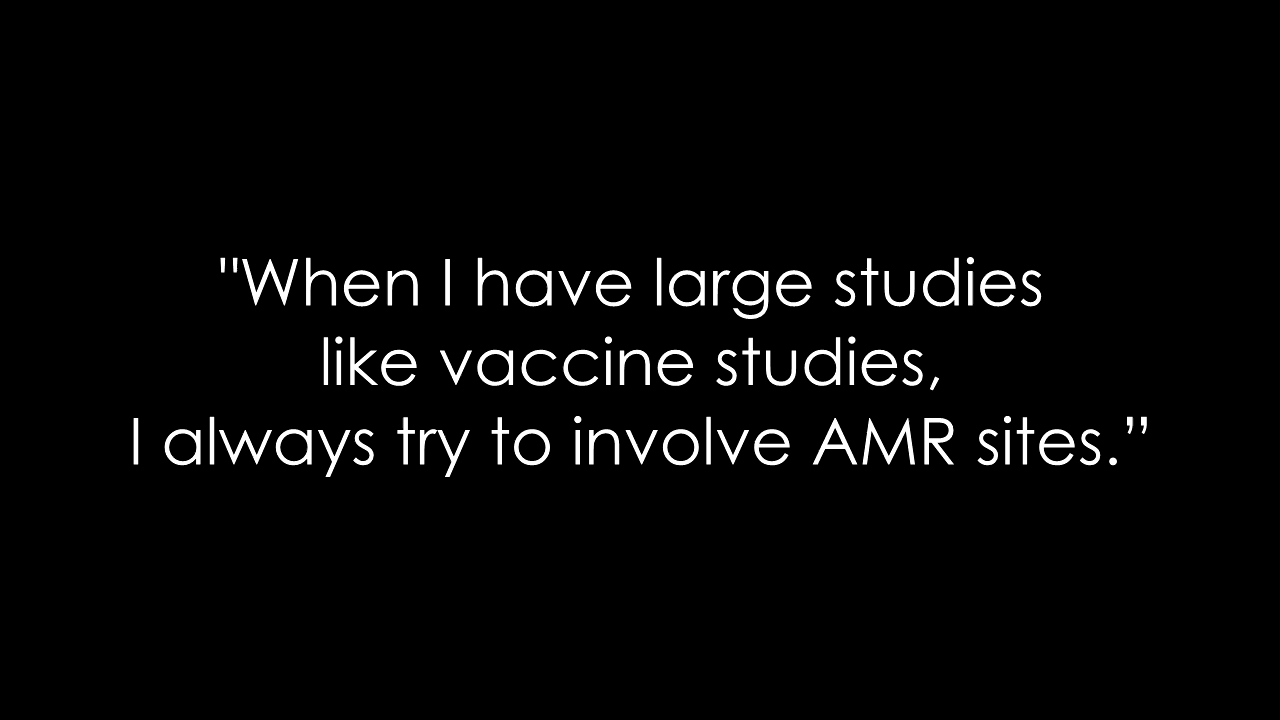 "When I have large studies
like vaccine studies,
I always try to involve AMR sites.”